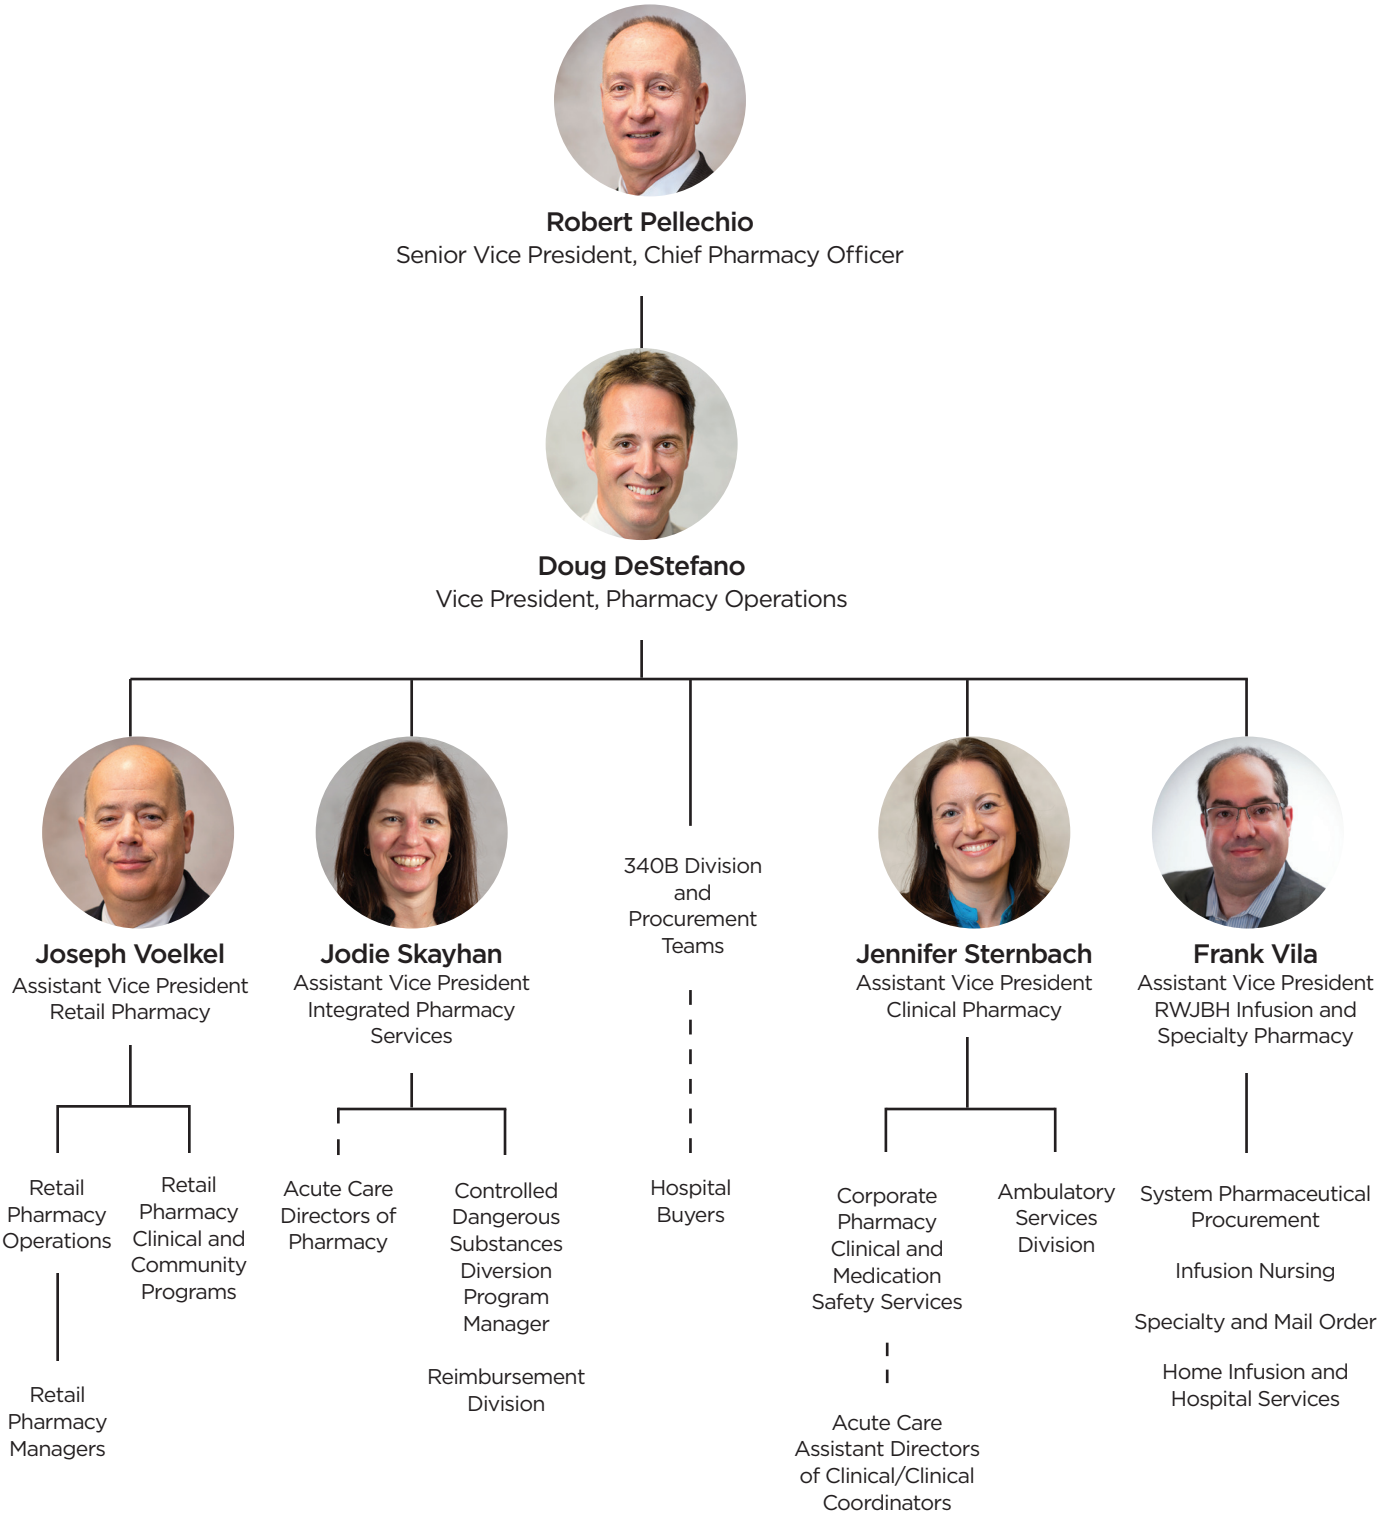 Robert Pellechio
Senior Vice President, Chief Pharmacy Officer
Doug DeStefano
Vice President, Pharmacy Operations
Joseph Voelkel
Assistant Vice President
Retail Pharmacy
Jodie Skayhan
Assistant Vice President
Integrated Pharmacy
Services
340B Division
and
Procurement
Teams
Jennifer Sternbach
Assistant Vice President
Clinical Pharmacy
Frank Vila
Assistant Vice President
RWJBH Infusion and
Specialty Pharmacy
Retail
Pharmacy
Operations
Retail
Pharmacy
Managers
Retail
Pharmacy
Clinical and
Community
Programs
Acute Care
Directors of
Pharmacy
Controlled
Dangerous
Substances
Diversion
Program
Manager
Reimbursement
Division
Hospital
Buyers
Corporate
Pharmacy
Clinical and
Medication
Safety Services
Acute Care
Assistant Directors
of Clinical/Clinical
Coordinators
Ambulatory
Services
Division
System Pharmaceutical
Procurement
Infusion Nursing
Specialty and Mail Order
Home Infusion and
Hospital Services